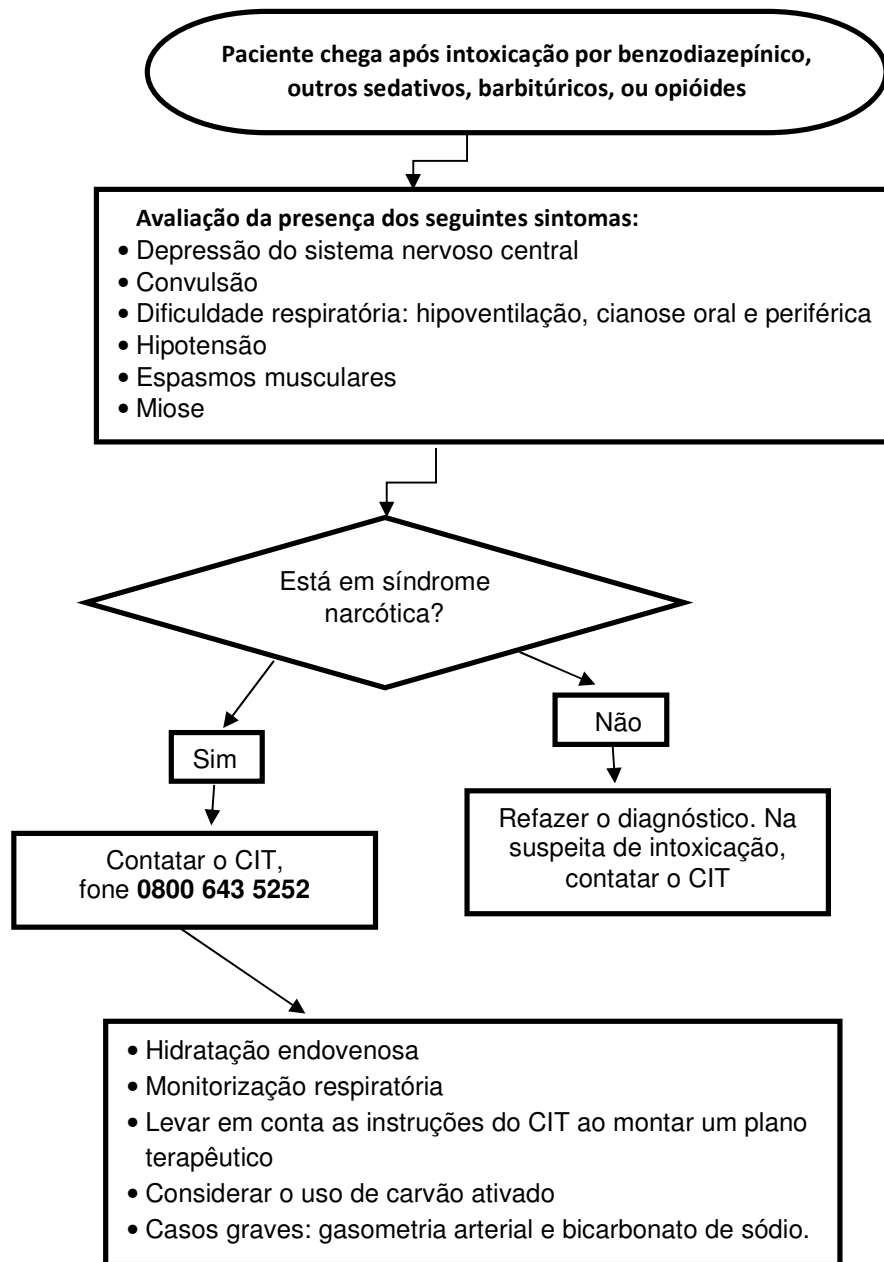 Paciente chega após intoxicação por benzodiazepínico,
outros sedativos, barbitúricos, ou opióides
Avaliação da presença dos seguintes sintomas:
• Depressão do sistema nervoso central
• Convulsão
• Dificuldade respiratória: hipoventilação, cianose oral e periférica
• Hipotensão
• Espasmos musculares
• Miose
Está em síndrome
narcótica?
Sim
Não
Contatar o CIT,
fone 0800 643 5252
Refazer o diagnóstico. Na
suspeita de intoxicação,
contatar o CIT
• Hidratação endovenosa
• Monitorização respiratória
• Levar em conta as instruções do CIT ao montar um plano
terapêutico
• Considerar o uso de carvão ativado
• Casos graves: gasometria arterial e bicarbonato de sódio.